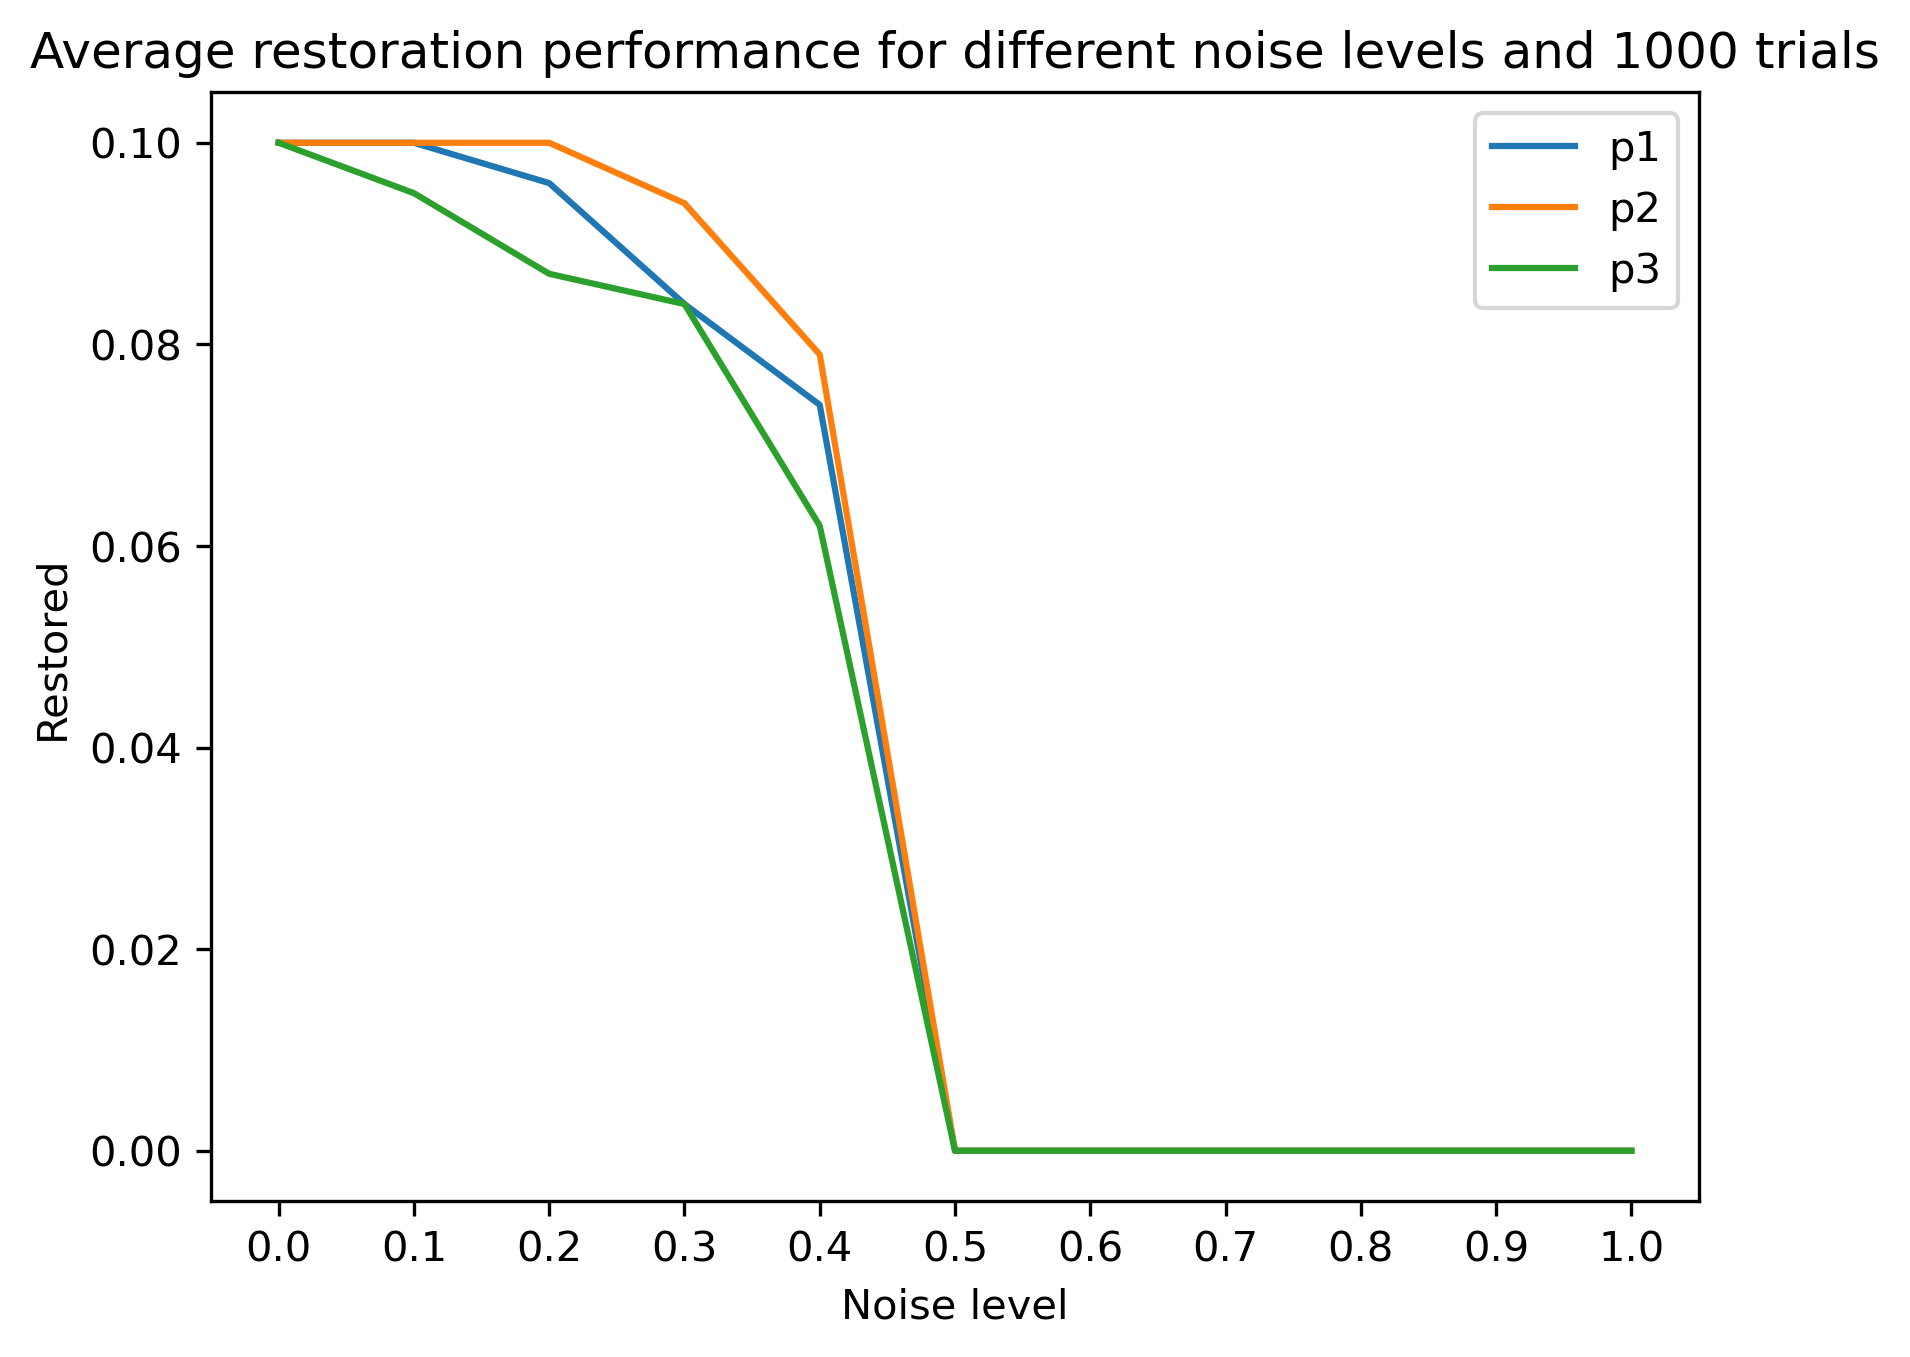 Average restoration performance for different noise levels and 1000 trials
p1
p2
p3
Restored
0.10
0.08
0.06
0.04
0.02
0.00
0.0 0.1 0.2 0.3 0.4 0.5 0.6 0.7 0.8 0.9 1.0
Noise level